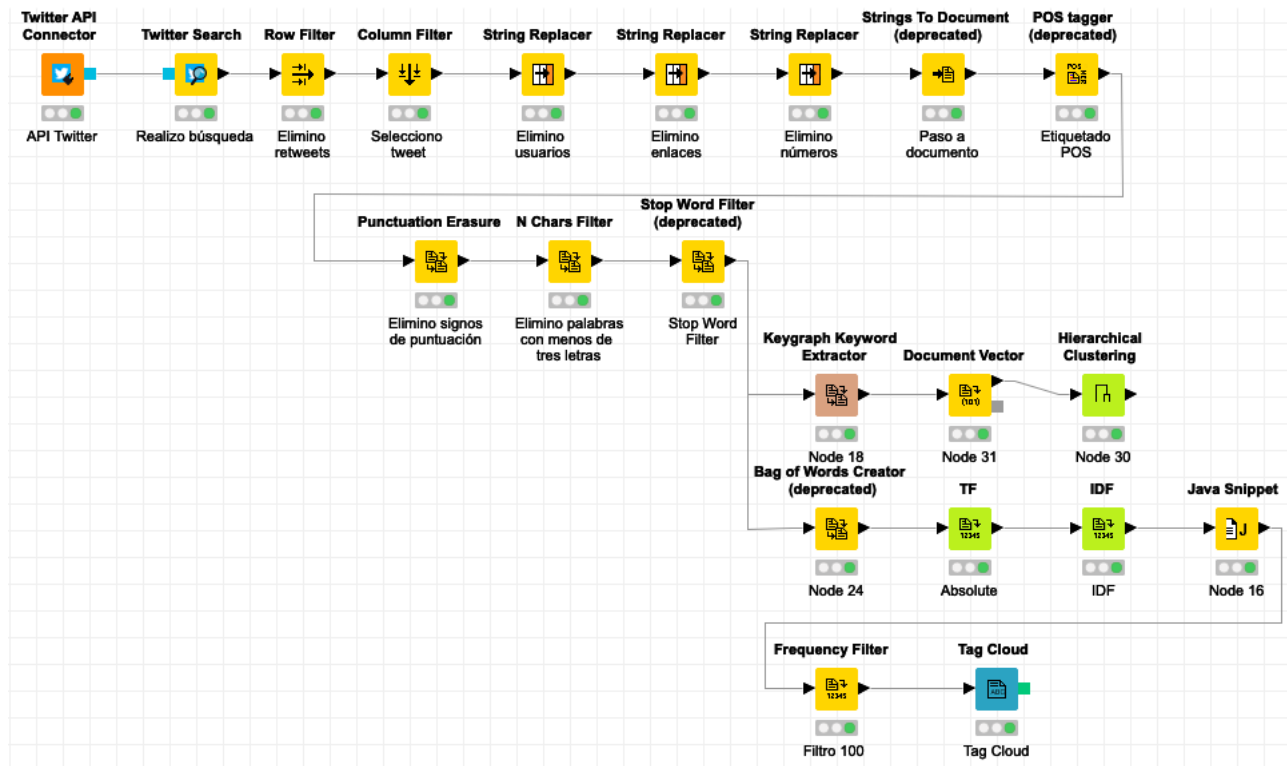 Twitter API
Connector
Twitter Search
Row Filter
Column Filter
String Replacer
String Replacer
String Replacer
Strings To Document
(deprecated)
POS tagger
(deprecated)
API Twitter
Realizo búsqueda
Elimino
retweets
Selecciono
tweet
Elimino
usuarios
Elimino
enlaces
Elimino
números
Paso a
documento
Etiquetado
POS
Punctuation Erasure
N Chars Filter
Stop Word Filter
(deprecated)
Elimino signos
de puntuación
Elimino palabras
con menos de
tres letras
Stop Word
Filter
Keygraph Keyword
Extractor
Document Vector
Hierarchical
Clustering
Node 18
Node 31
Node 30
Bag of Words Creator
(deprecated)
TF
IDF
Java Snippet
Node 24
Absolute
IDF
Node 16
Frequency Filter
Tag Cloud
Filtro 100
Tag Cloud